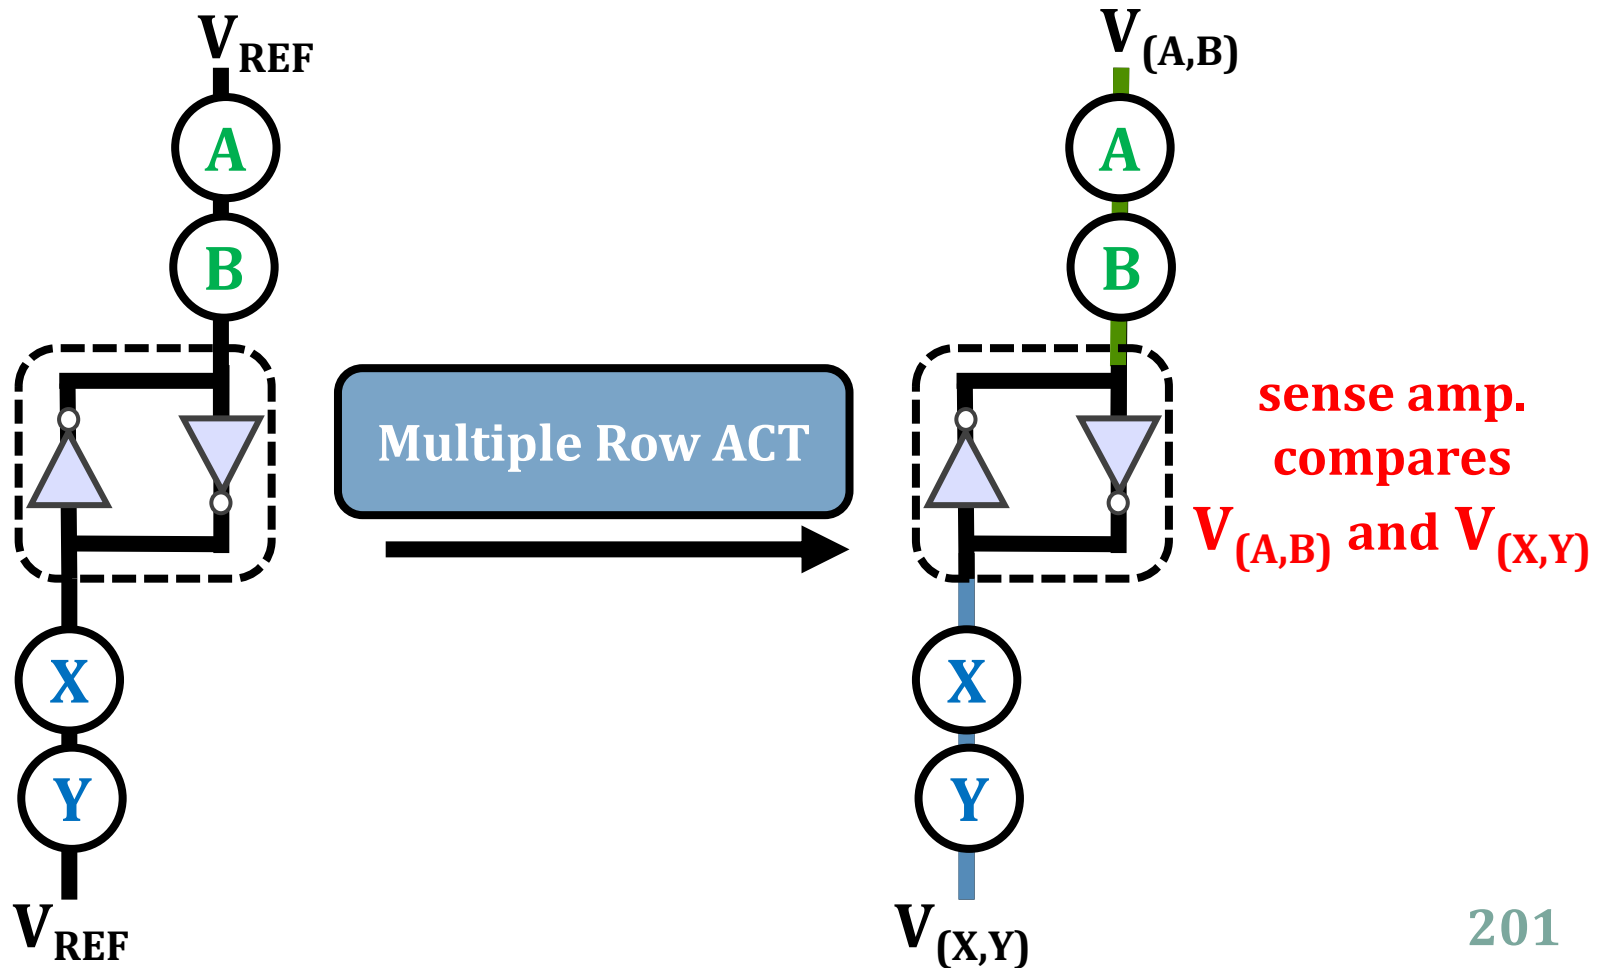 V_REF
A
B
X
Y
V_REF
Multiple Row ACT
V_(A,B)
A
B
X
Y
V_(X,Y)
sense amp.
compares
V_(A,B) and V_(X,Y)
201